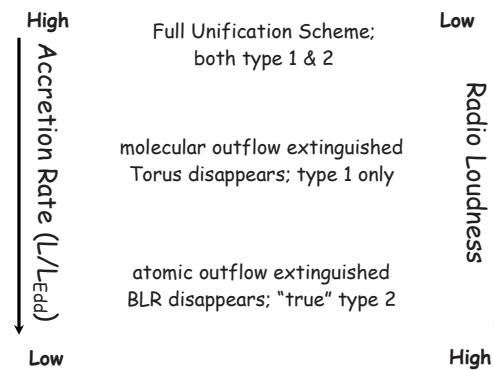 High
Low
Full Unification Scheme;
both type 1 & 2
Accretion Rate (L/LEdd)
Radio Loudness
molecular outflow extinguished
Torus disappears; type 1 only
atomic outflow extinguished
BLR disappears; “true” type 2
Low
High